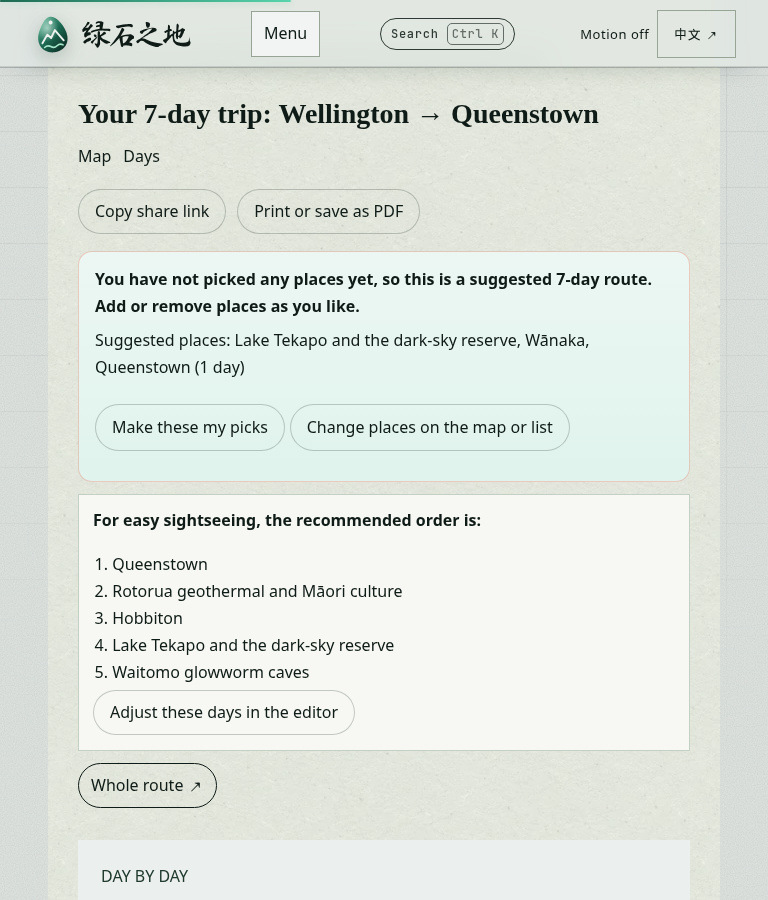 绿石之地
Menu
Search Ctrl K
Motion off
中文 ↗
Your 7-day trip: Wellington → Queenstown
Map Days
Copy share link
Print or save as PDF
You have not picked any places yet, so this is a suggested 7-day route.
Add or remove places as you like.
Suggested places: Lake Tekapo and the dark-sky reserve, Wānaka,
Queenstown (1 day)
Make these my picks
Change places on the map or list
For easy sightseeing, the recommended order is:
1. Queenstown
2. Rotorua geothermal and Māori culture
3. Hobbiton
4. Lake Tekapo and the dark-sky reserve
5. Waitomo glowworm caves
Adjust these days in the editor
Whole route ↗
DAY BY DAY